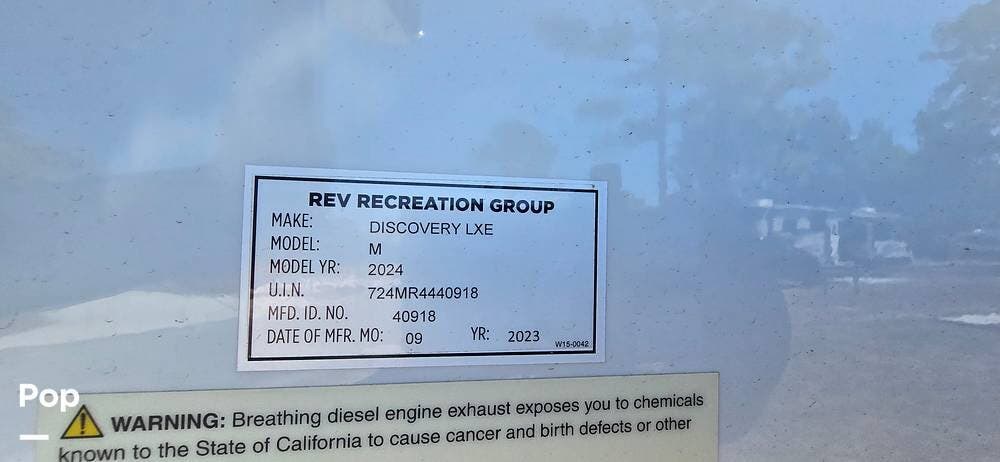 REV RECREATION GROUP
MAKE: DISCOVERY LXE
MODEL: M
MODEL YR: 2024
U.I.N. 724MR4440918
MFD. ID. NO. 40918
DATE OF MFR. MO: 09 YR: 2023
W15-0042
Pop
WARNING: Breathing diesel engine exhaust exposes you to chemicals
known to the State of California to cause cancer and birth defects or other